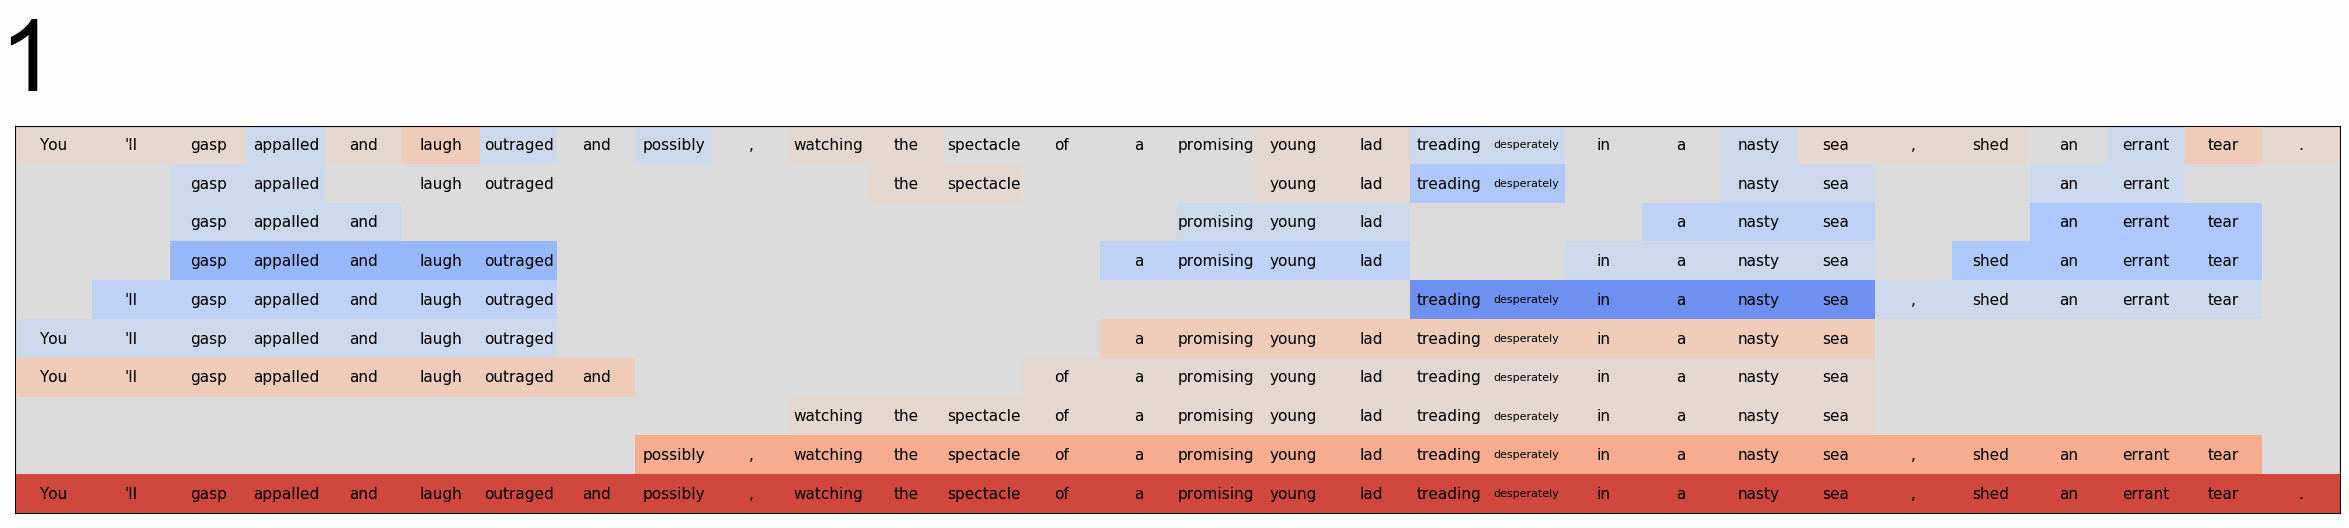 1
You 'll gasp appalled and laugh outraged and possibly , watching the spectacle of a promising young lad treading desperately in a nasty sea , shed an errant tear .
gasp appalled laugh outraged the spectacle young lad treading desperately nasty sea an errant
gasp appalled and promising young lad a nasty sea an errant tear
gasp appalled and laugh outraged a promising young lad in a nasty sea shed an errant tear
'll gasp appalled and laugh outraged treading desperately in a nasty sea , shed an errant tear
You 'll gasp appalled and laugh outraged a promising young lad treading desperately in a nasty sea
You 'll gasp appalled and laugh outraged and of a promising young lad treading desperately in a nasty sea
watching the spectacle of a promising young lad treading desperately in a nasty sea
possibly , watching the spectacle of a promising young lad treading desperately in a nasty sea , shed an errant tear
You 'll gasp appalled and laugh outraged and possibly , watching the spectacle of a promising young lad treading desperately in a nasty sea , shed an errant tear .